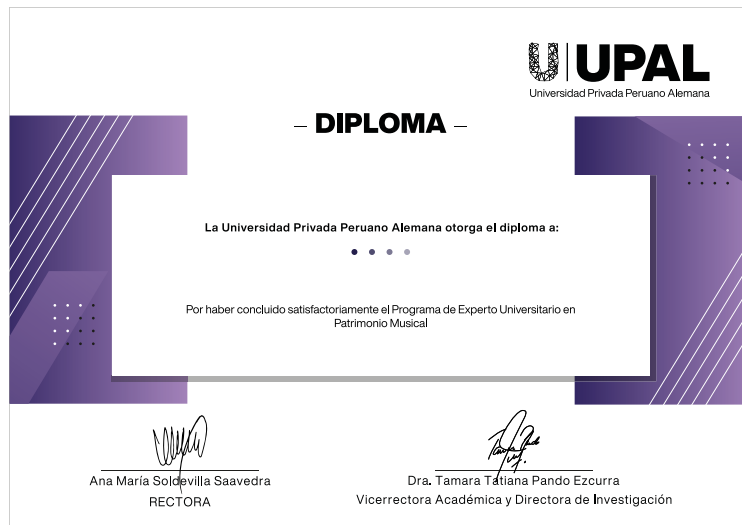 UPAL
Universidad Privada Peruano Alemana
– DIPLOMA –
La Universidad Privada Peruano Alemana otorga el diploma a:
Por haber concluido satisfactoriamente el Programa de Experto Universitario en
Patrimonio Musical
Ana María Soldevilla Saavedra
RECTORA
Dra. Tamara Tatiana Pando Ezcurra
Vicerrectora Académica y Directora de Investigación